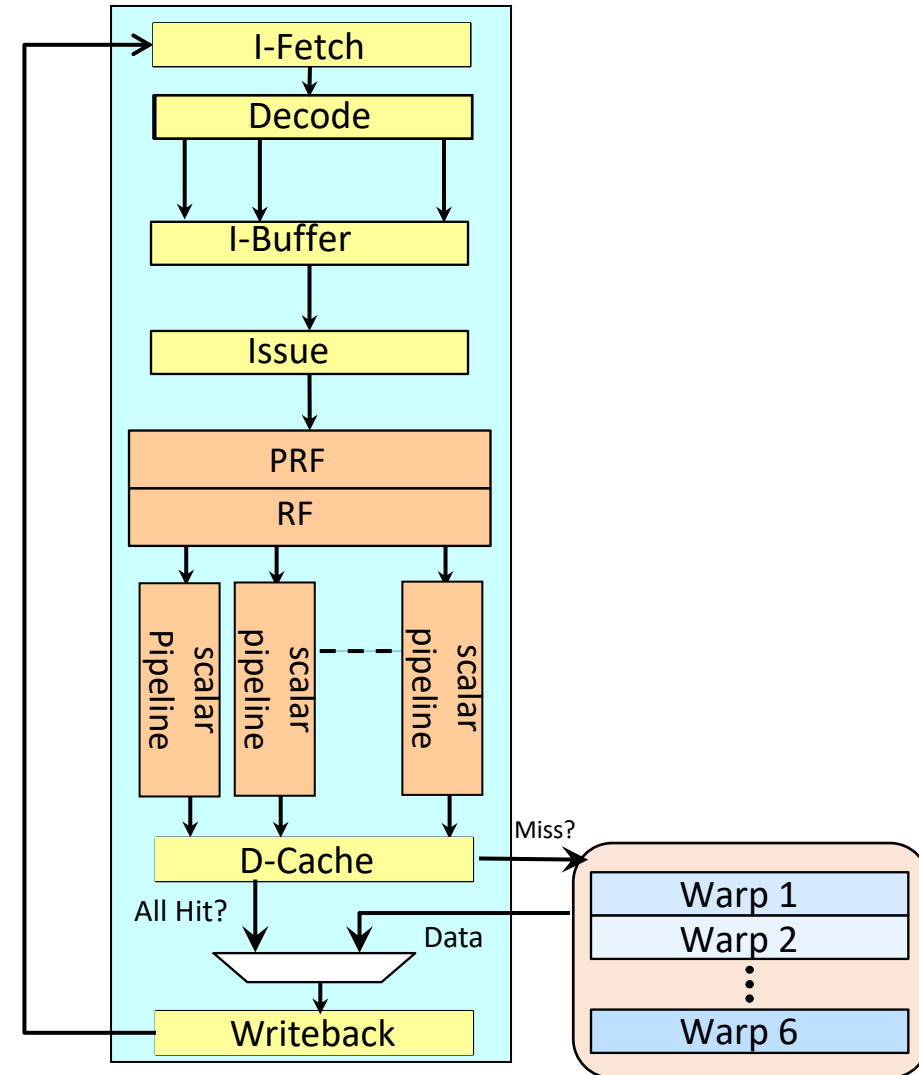 I-Fetch
Decode
I-Buffer
Issue
PRF
RF
scalar
Pipeline
scalar
pipeline
scalar
pipeline
Miss?
D-Cache
Warp 1
All Hit?
Data
Warp 2
Writeback
Warp 6